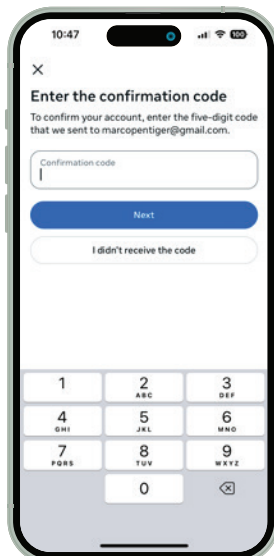 10:47
100
Enter the confirmation code
To confirm your account, enter the five-digit code
that we sent to marcopentiger@gmail.com.
Confirmation code
Next
I didn't receive the code
1 2 3
ABC DEF
4 5 6
GHI JKL MNO
7 8 9
PQRS TUV WXYZ
0